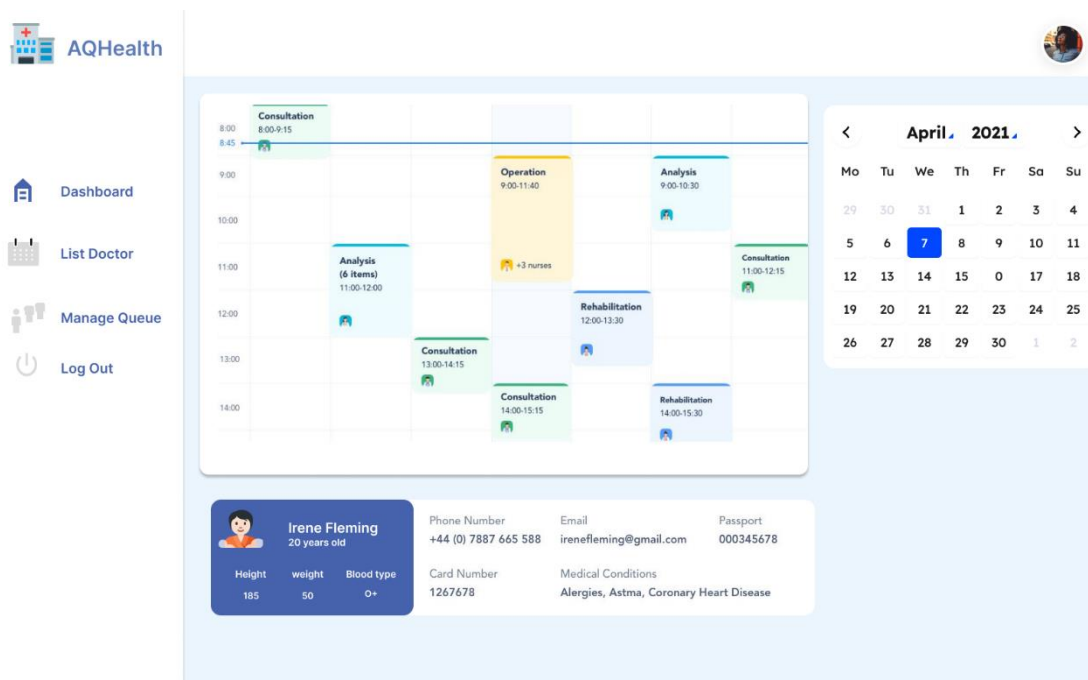 AQHealth
Dashboard
List Doctor
Manage Queue
Log Out
8:00
8:45
9:00
10:00
11:00
12:00
13:00
14:00
Consultation
8:00-9:15
Analysis
(6 items)
11:00-12:00
Consultation
13:00-14:15
Operation
9:00-11:40
+3 nurses
Consultation
14:00-15:15
Rehabilitation
12:00-13:30
Analysis
9:00-10:30
Rehabilitation
14:00-15:30
Consultation
11:00-12:15
April 2021
Mo Tu We Th Fr Sa Su
29 30 31 1 2 3 4
5 6 7 8 9 10 11
12 13 14 15 0 17 18
19 20 21 22 23 24 25
26 27 28 29 30 1 2
Irene Fleming
20 years old
Height weight Blood type
185 50 O+
Phone Number Email Passport
+44 (0) 7887 665 588 irenefleming@gmail.com 000345678
Card Number Medical Conditions
1267678 Alergies, Astma, Coronary Heart Disease